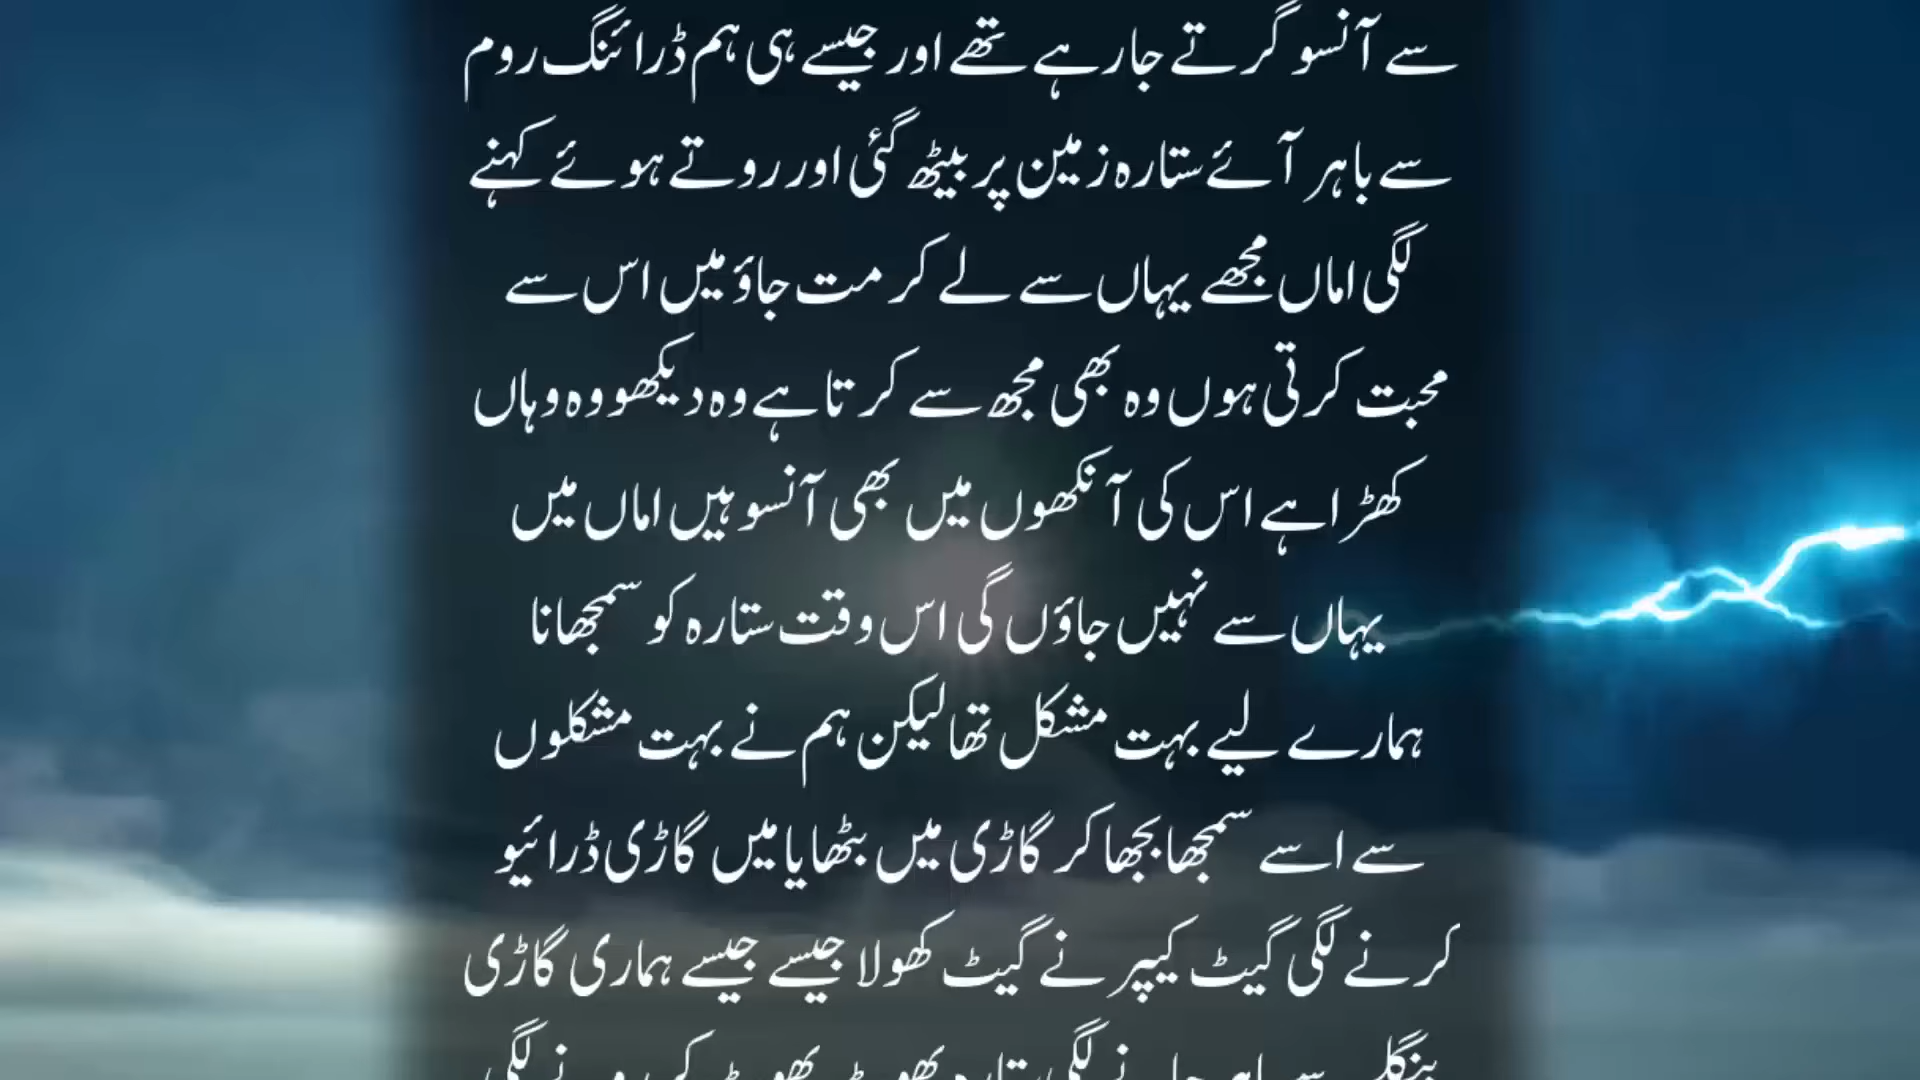 سے آنسو گرتے جارہے تھے اور جیسے ہی ہم ڈرائنگ روم
سے باہر آئے ستارہ زمین پر بیٹھ گئی اور روتے ہوئے کہنے
لگی اماں مجھے یہاں سے لے کر مت جاؤ میں اس سے
محبت کرتی ہوں وہ بھی مجھ سے کرتا ہے وہ دیکھو وہ وہاں
کھڑا ہے اس کی آنکھوں میں بھی آنسو ہیں اماں میں
یہاں سے نہیں جاؤں گی اس وقت ستارہ کو سمجھانا
ہمارے لیے بہت مشکل تھا لیکن ہم نے بہت مشکلوں
سے اسے سمجھا بجھا کر گاڑی میں بٹھایا میں گاڑی ڈرائیو
کرنے لگی گیٹ کیپر نے گیٹ کھولا جیسے جیسے ہماری گاڑی